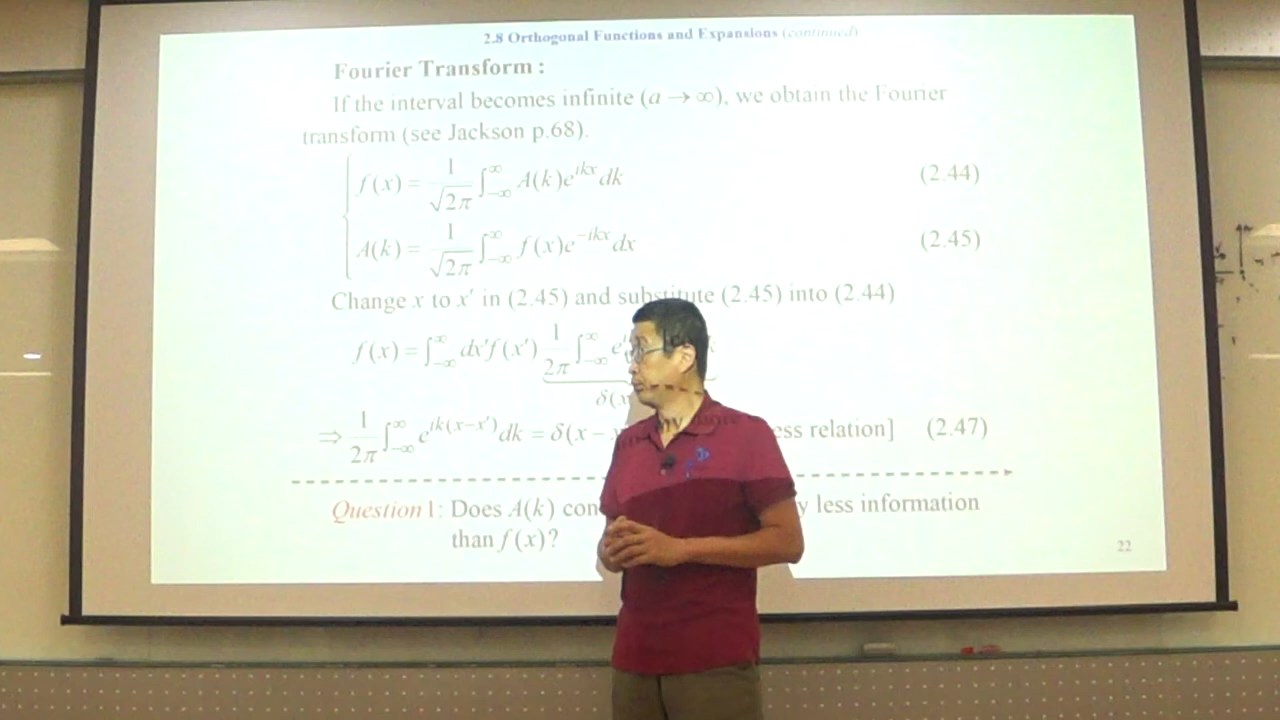 2.8 Orthogonal Functions and Expansions (continued)
Fourier Transform :
If the interval becomes infinite (a → ∞), we obtain the Fourier
transform (see Jackson p.68).
f(x) = 1/√2π ∫_{-∞}^{∞} A(k)e^{ikx} dk (2.44)
A(k) = 1/√2π ∫_{-∞}^{∞} f(x)e^{-ikx} dx (2.45)
Change x to x′ in (2.45) and substitute (2.45) into (2.44)
f(x) = ∫_{-∞}^{∞} dx′f(x′) 1/2π ∫_{-∞}^{∞}
δ(x
⇒ 1/2π ∫_{-∞}^{∞} e^{ik(x-x′)} dk = δ(x − relation] (2.47)
Question 1: Does A(k) less information
than f(x)?
22